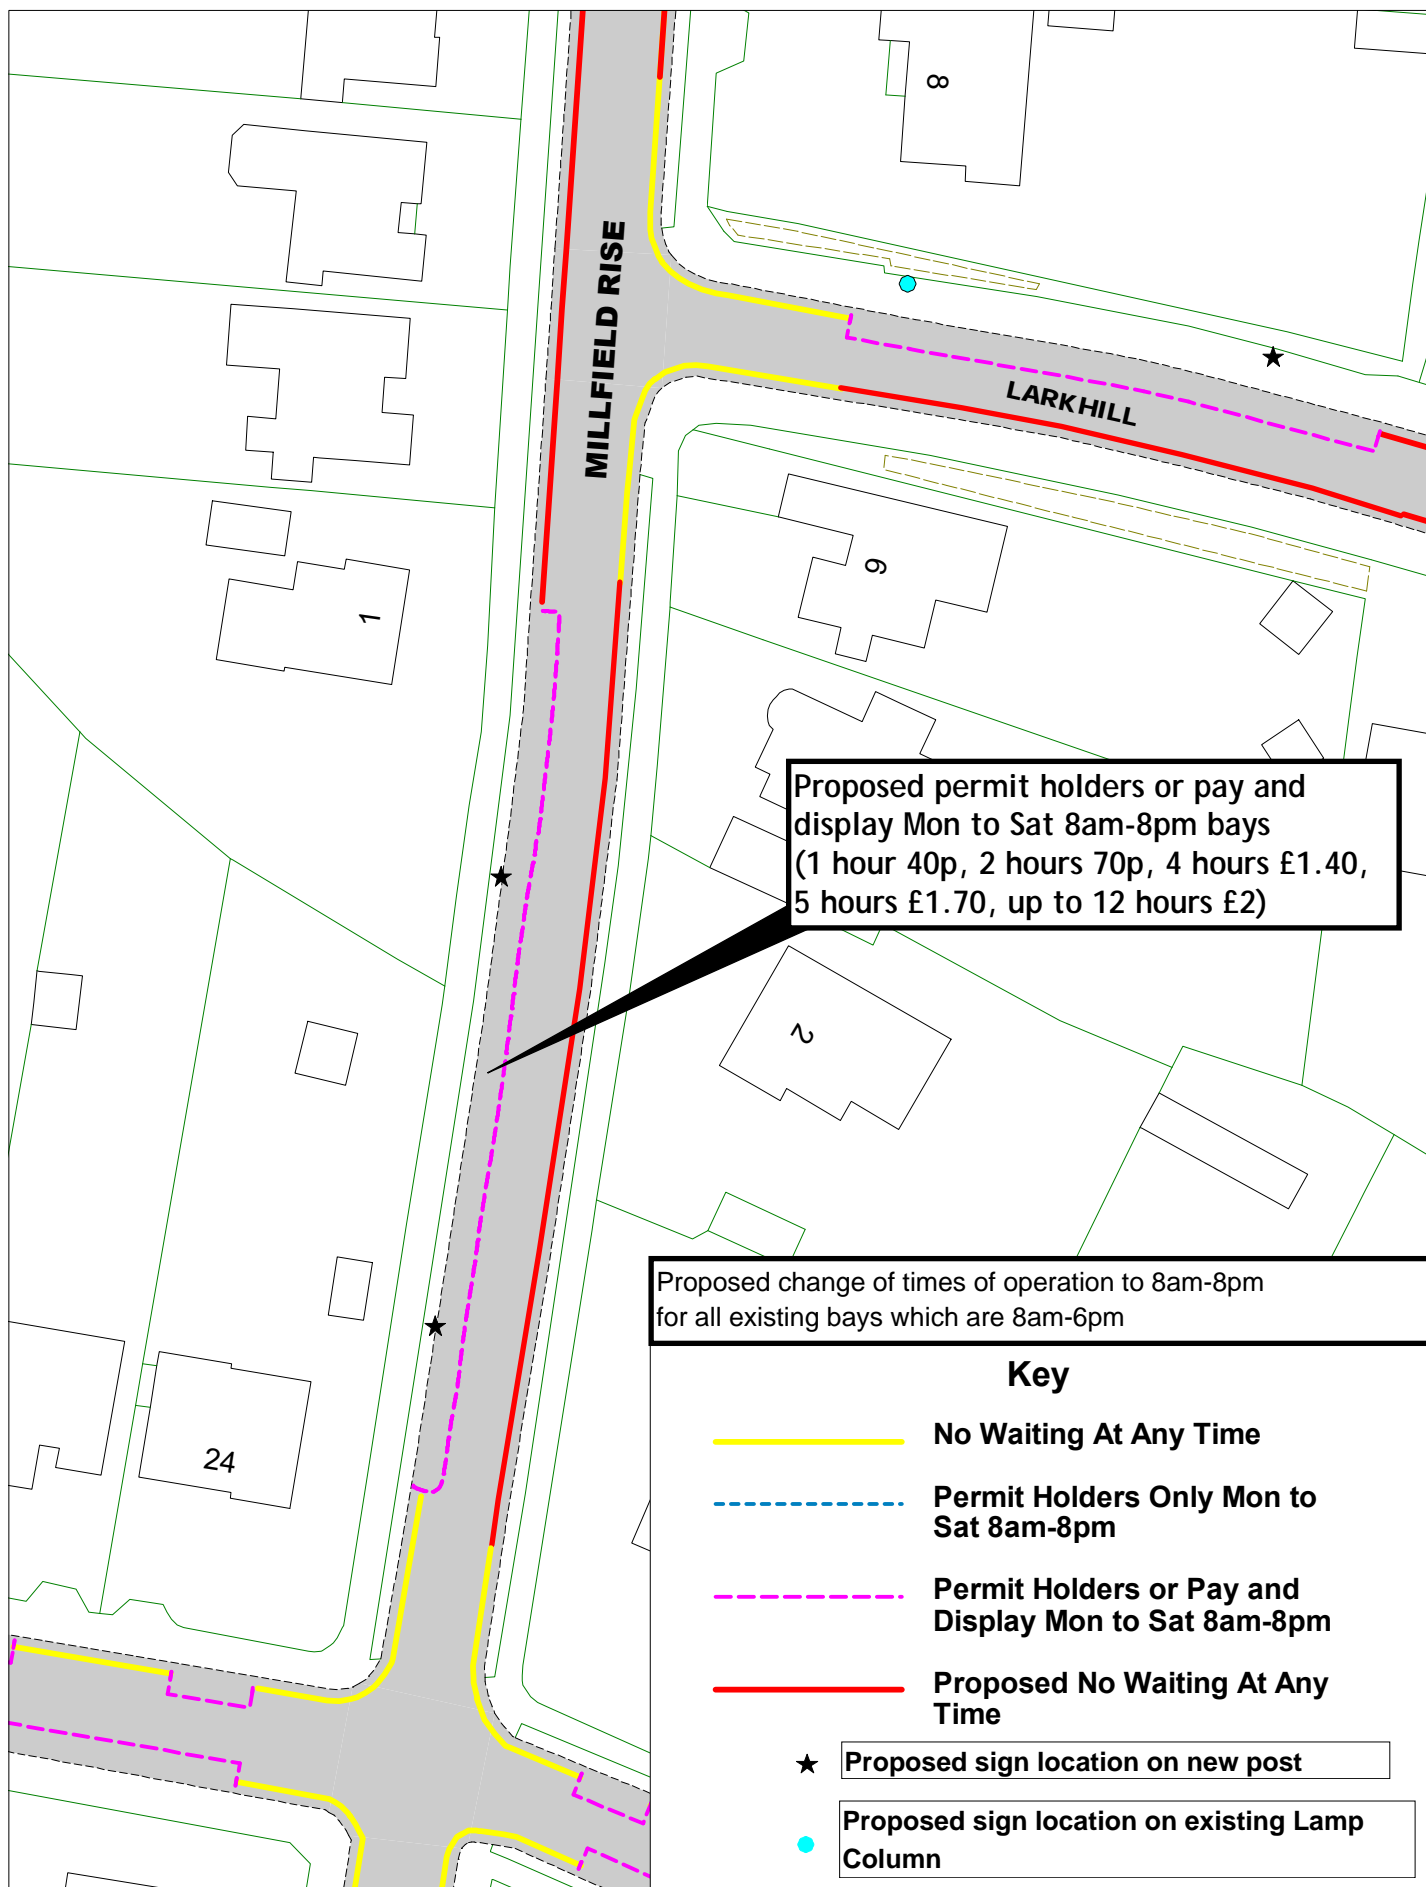 8
MILLFIELD RISE
LARKHILL
1
Proposed permit holders or pay and
display Mon to Sat 8am-8pm bays
(1 hour 40p, 2 hours 70p, 4 hours £1.40,
5 hours £1.70, up to 12 hours £2)
2
Proposed change of times of operation to 8am-8pm
for all existing bays which are 8am-6pm
Key
No Waiting At Any Time
Permit Holders Only Mon to
Sat 8am-8pm
Permit Holders or Pay and
Display Mon to Sat 8am-8pm
Proposed No Waiting At Any
Time
Proposed sign location on new post
Proposed sign location on existing Lamp
Column
24